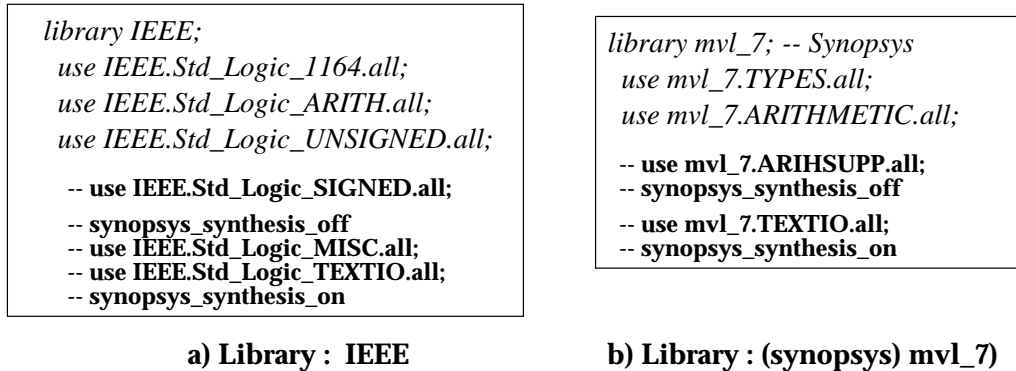 library IEEE;
use IEEE.Std_Logic_1164.all;
use IEEE.Std_Logic_ARITH.all;
use IEEE.Std_Logic_UNSIGNED.all;
-- use IEEE.Std_Logic_SIGNED.all;
-- synopsys_synthesis_off
-- use IEEE.Std_Logic_MISC.all;
-- use IEEE.Std_Logic_TEXTIO.all;
-- synopsys_synthesis_on
a) Library : IEEE
library mvl_7; -- Synopsys
use mvl_7.TYPES.all;
use mvl_7.ARITHMETIC.all;
-- use mvl_7.ARIHSUPP.all;
-- synopsys_synthesis_off
-- use mvl_7.TEXTIO.all;
-- synopsys_synthesis_on
b) Library : (synopsys) mvl_7)